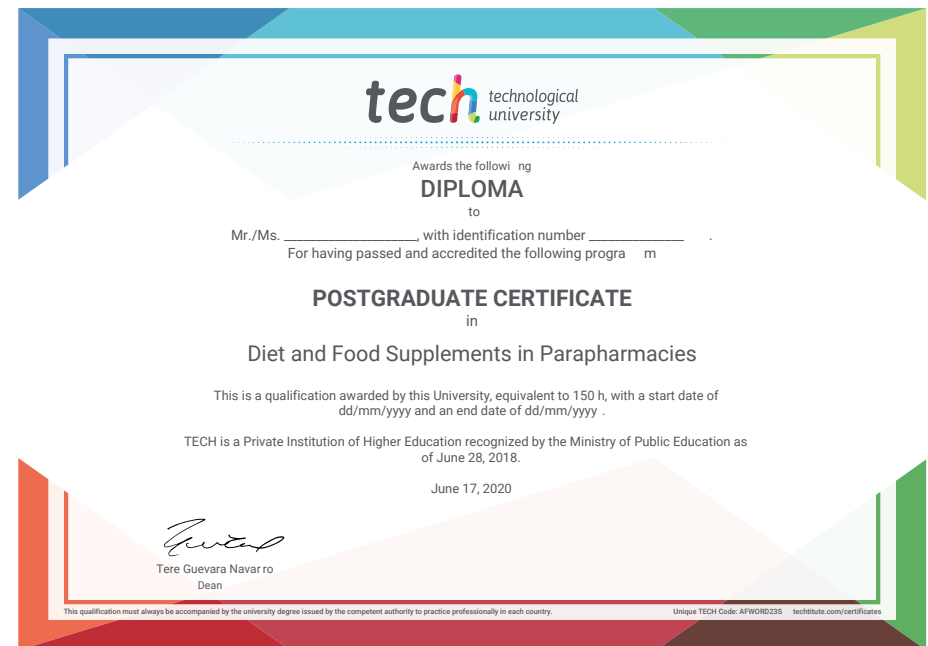 tech technological
university
Awards the followi ng
DIPLOMA
to
Mr./Ms. ____________________, with identification number ______________ .
For having passed and accredited the following progra m
POSTGRADUATE CERTIFICATE
in
Diet and Food Supplements in Parapharmacies
This is a qualification awarded by this University, equivalent to 150 h, with a start date of
dd/mm/yyyy and an end date of dd/mm/yyyy .
TECH is a Private Institution of Higher Education recognized by the Ministry of Public Education as
of June 28, 2018.
June 17, 2020
Tere Guevara Navar ro
Dean
This qualification must always be accompanied by the university degree issued by the competent authority to practice professionally in each country. Unique TECH Code: AFWORD23S techtitute.com/certificates